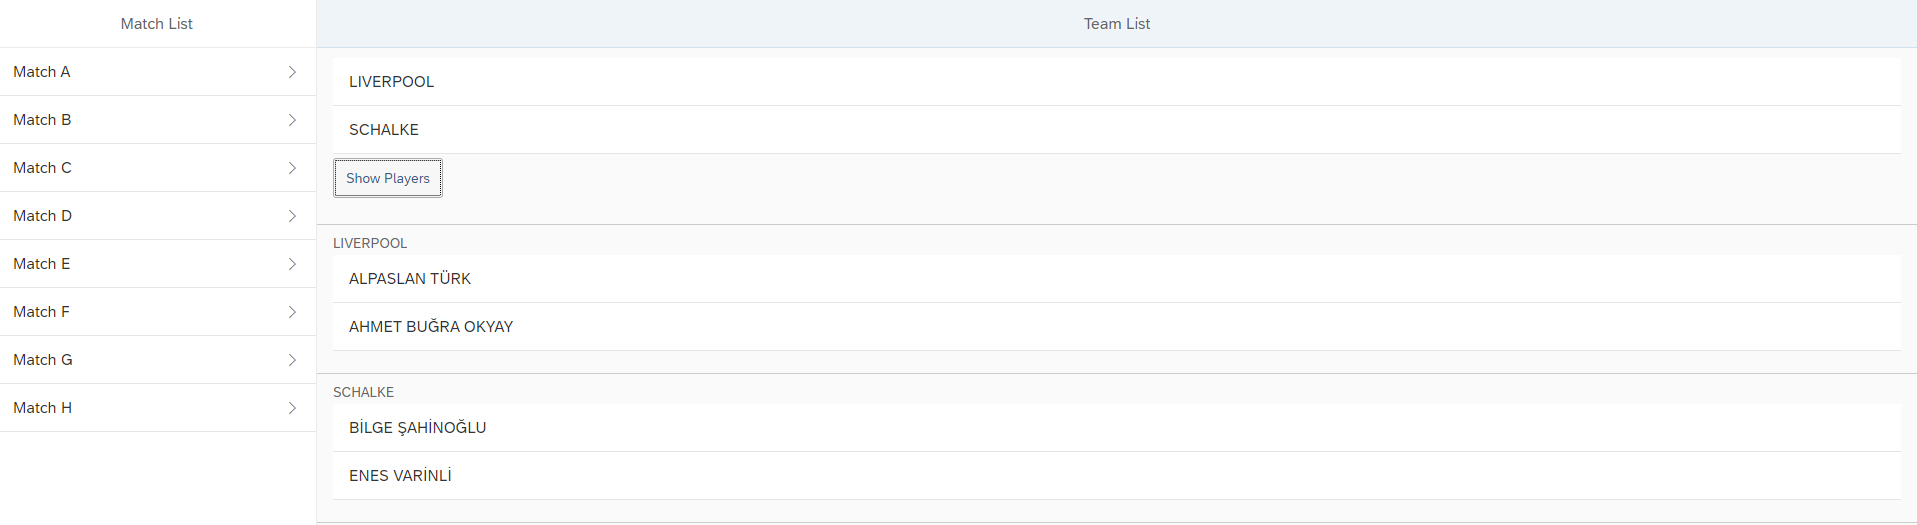 Match List
Match A
Match B
Match C
Match D
Match E
Match F
Match G
Match H
Team List
LIVERPOOL
SCHALKE
Show Players
LIVERPOOL
ALPASLAN TÜRK
AHMET BUĞRA OKYAY
SCHALKE
BİLGE ŞAHİNOĞLU
ENES VARİNLİ